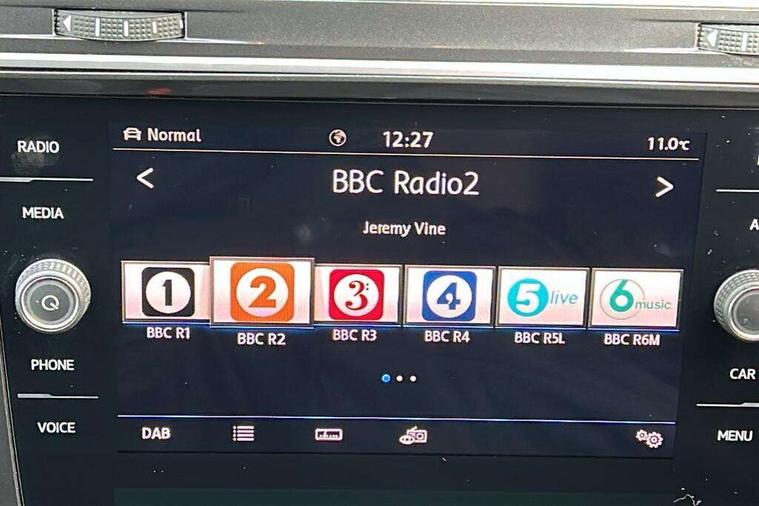 RADIO
MEDIA
PHONE
VOICE
Normal
12:27
11.0℃
BBC Radio2
Jeremy Vine
1
2
3:
4
5 live
6 music
BBC R1
BBC R2
BBC R3
BBC R4
BBC R5L
BBC R6M
DAB
CAR
MENU